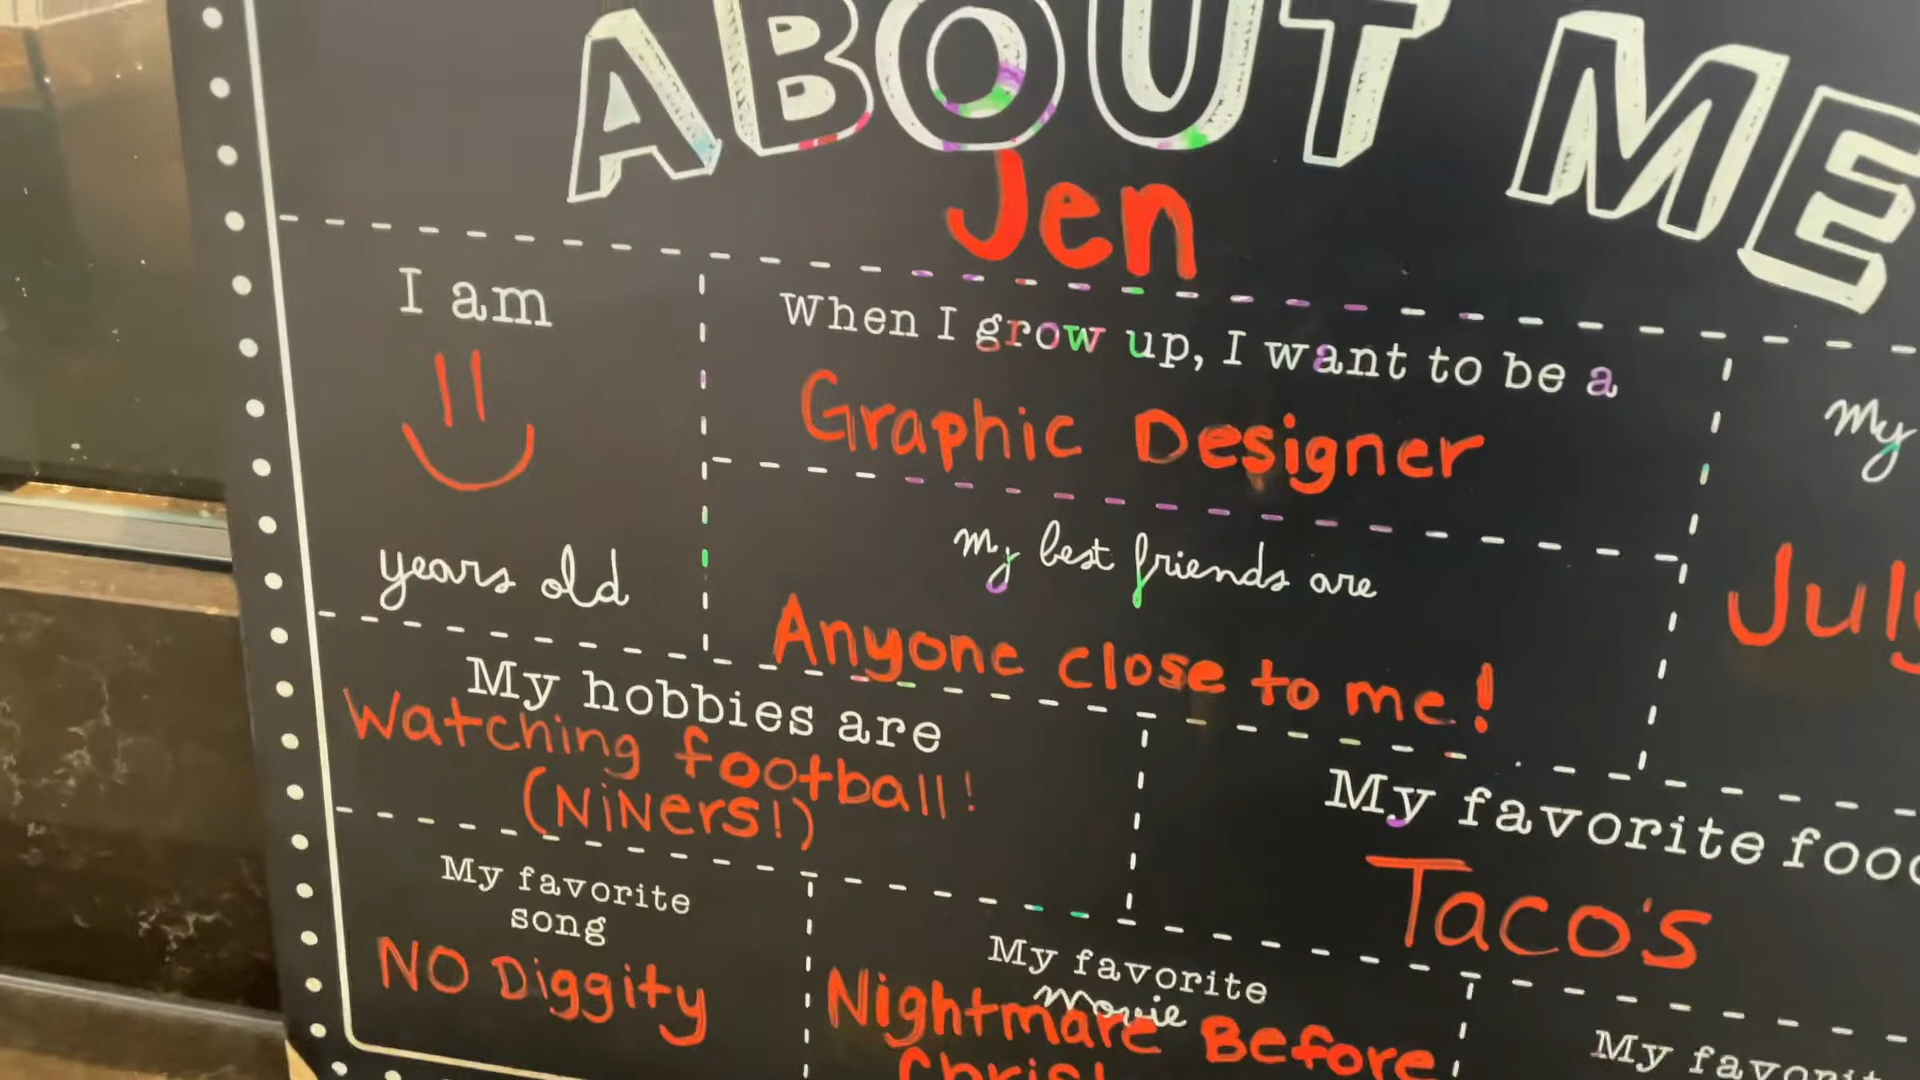 ABOUT ME
Jen
I am
years old
When I grow up, I want to be a
Graphic Designer
my best friends are
Anyone close to me!
my
July
My hobbies are
Watching football!
(NiNers!)
My favorite food
Taco's
My favorite
song
NO Diggity
My favorite
movie
Nightmare Before
My